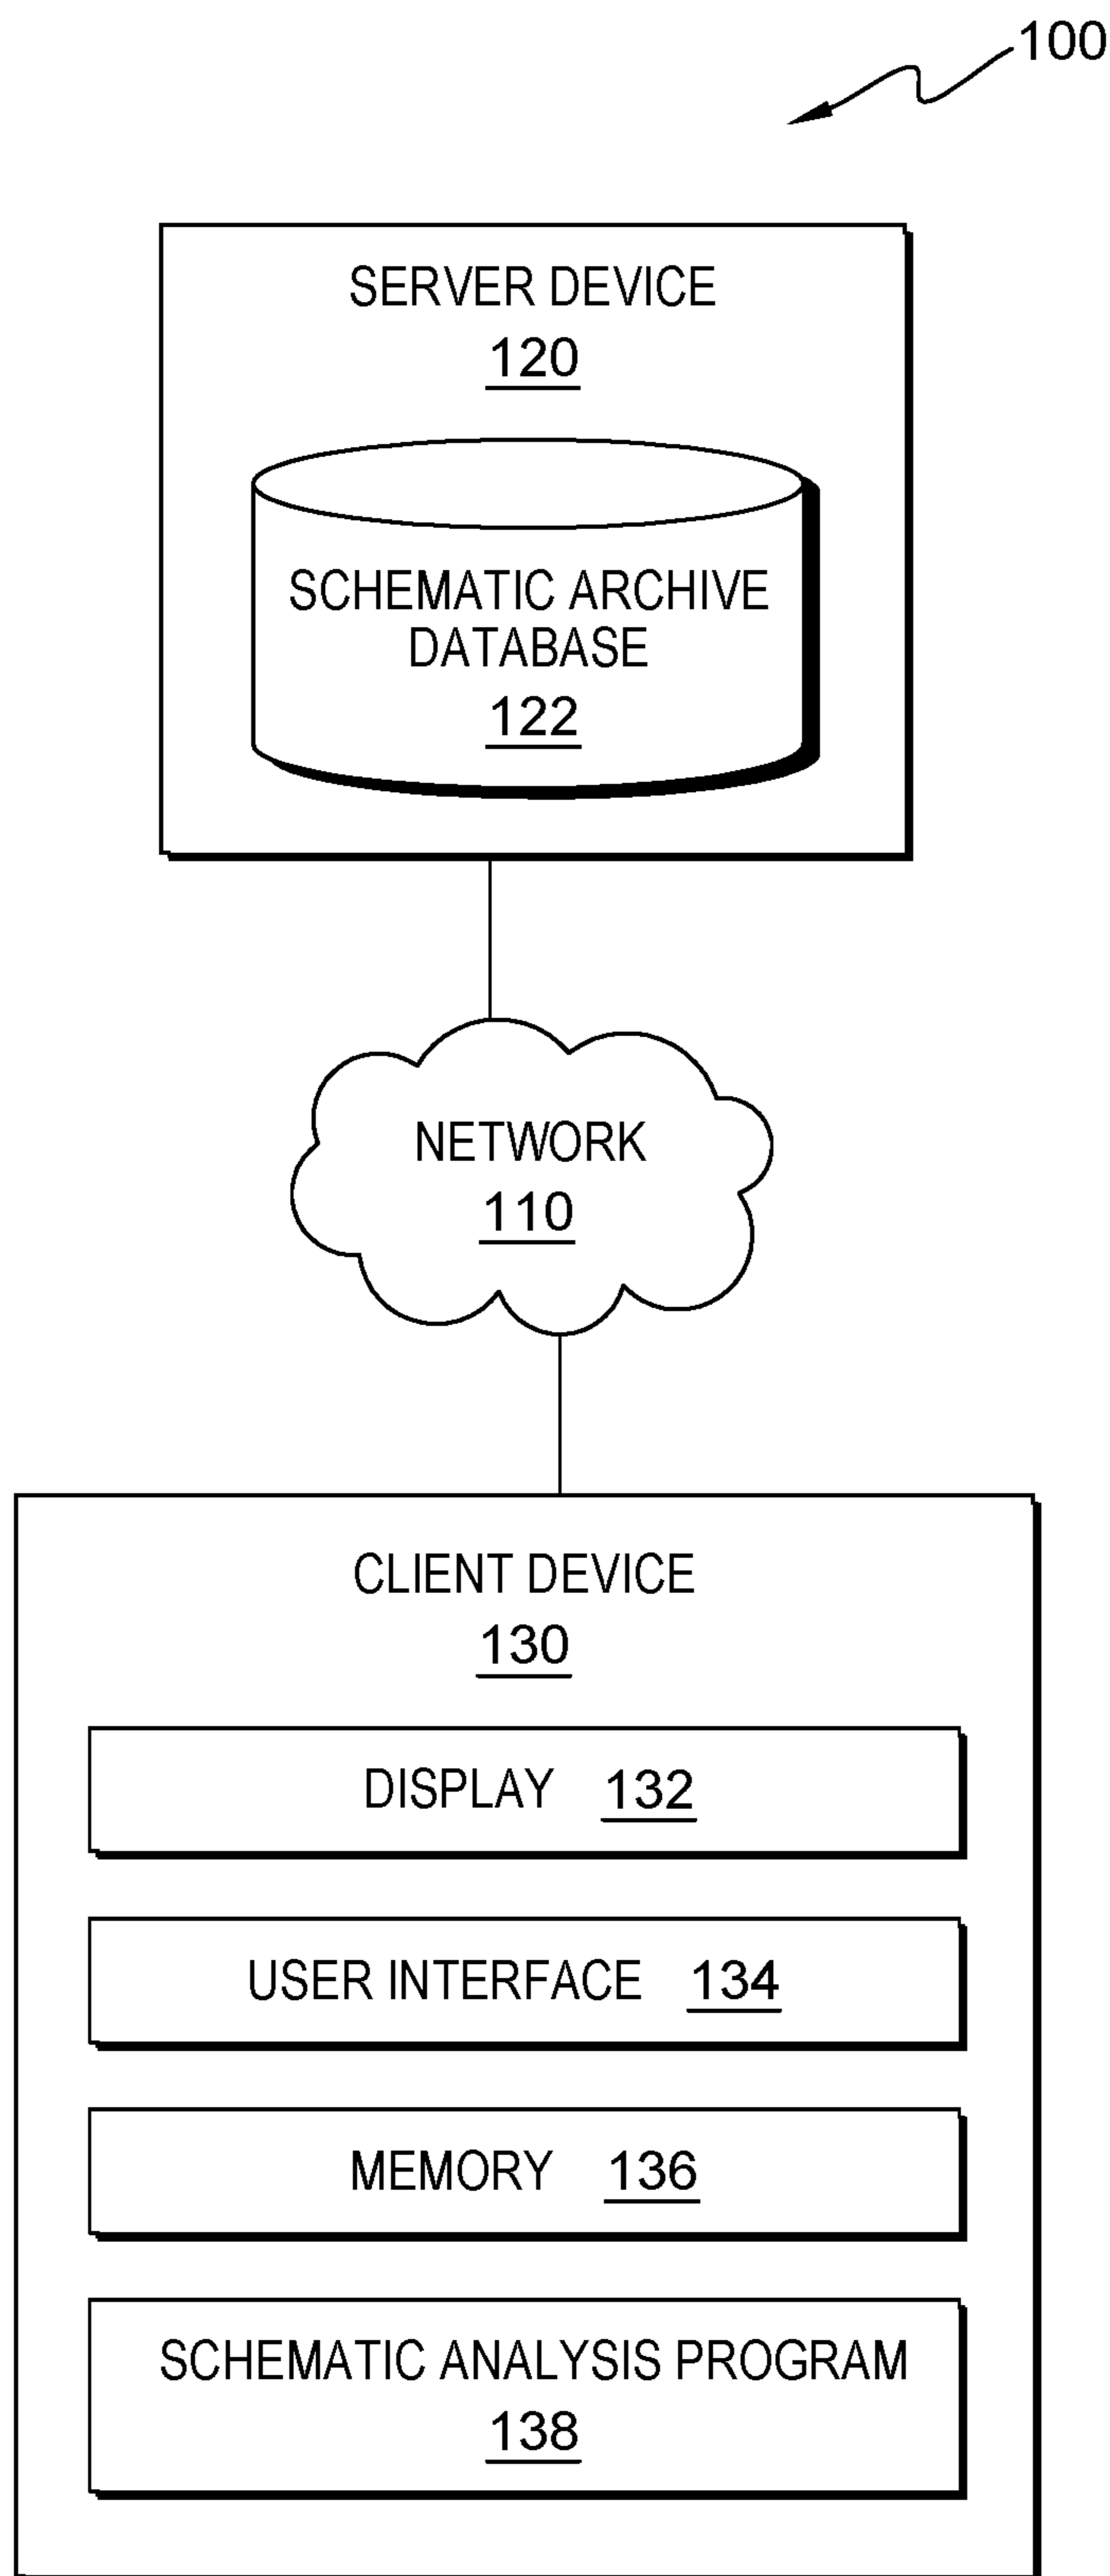 100
SERVER DEVICE
120
SCHEMATIC ARCHIVE
DATABASE
122
NETWORK
110
CLIENT DEVICE
130
DISPLAY 132
USER INTERFACE 134
MEMORY 136
SCHEMATIC ANALYSIS PROGRAM
138